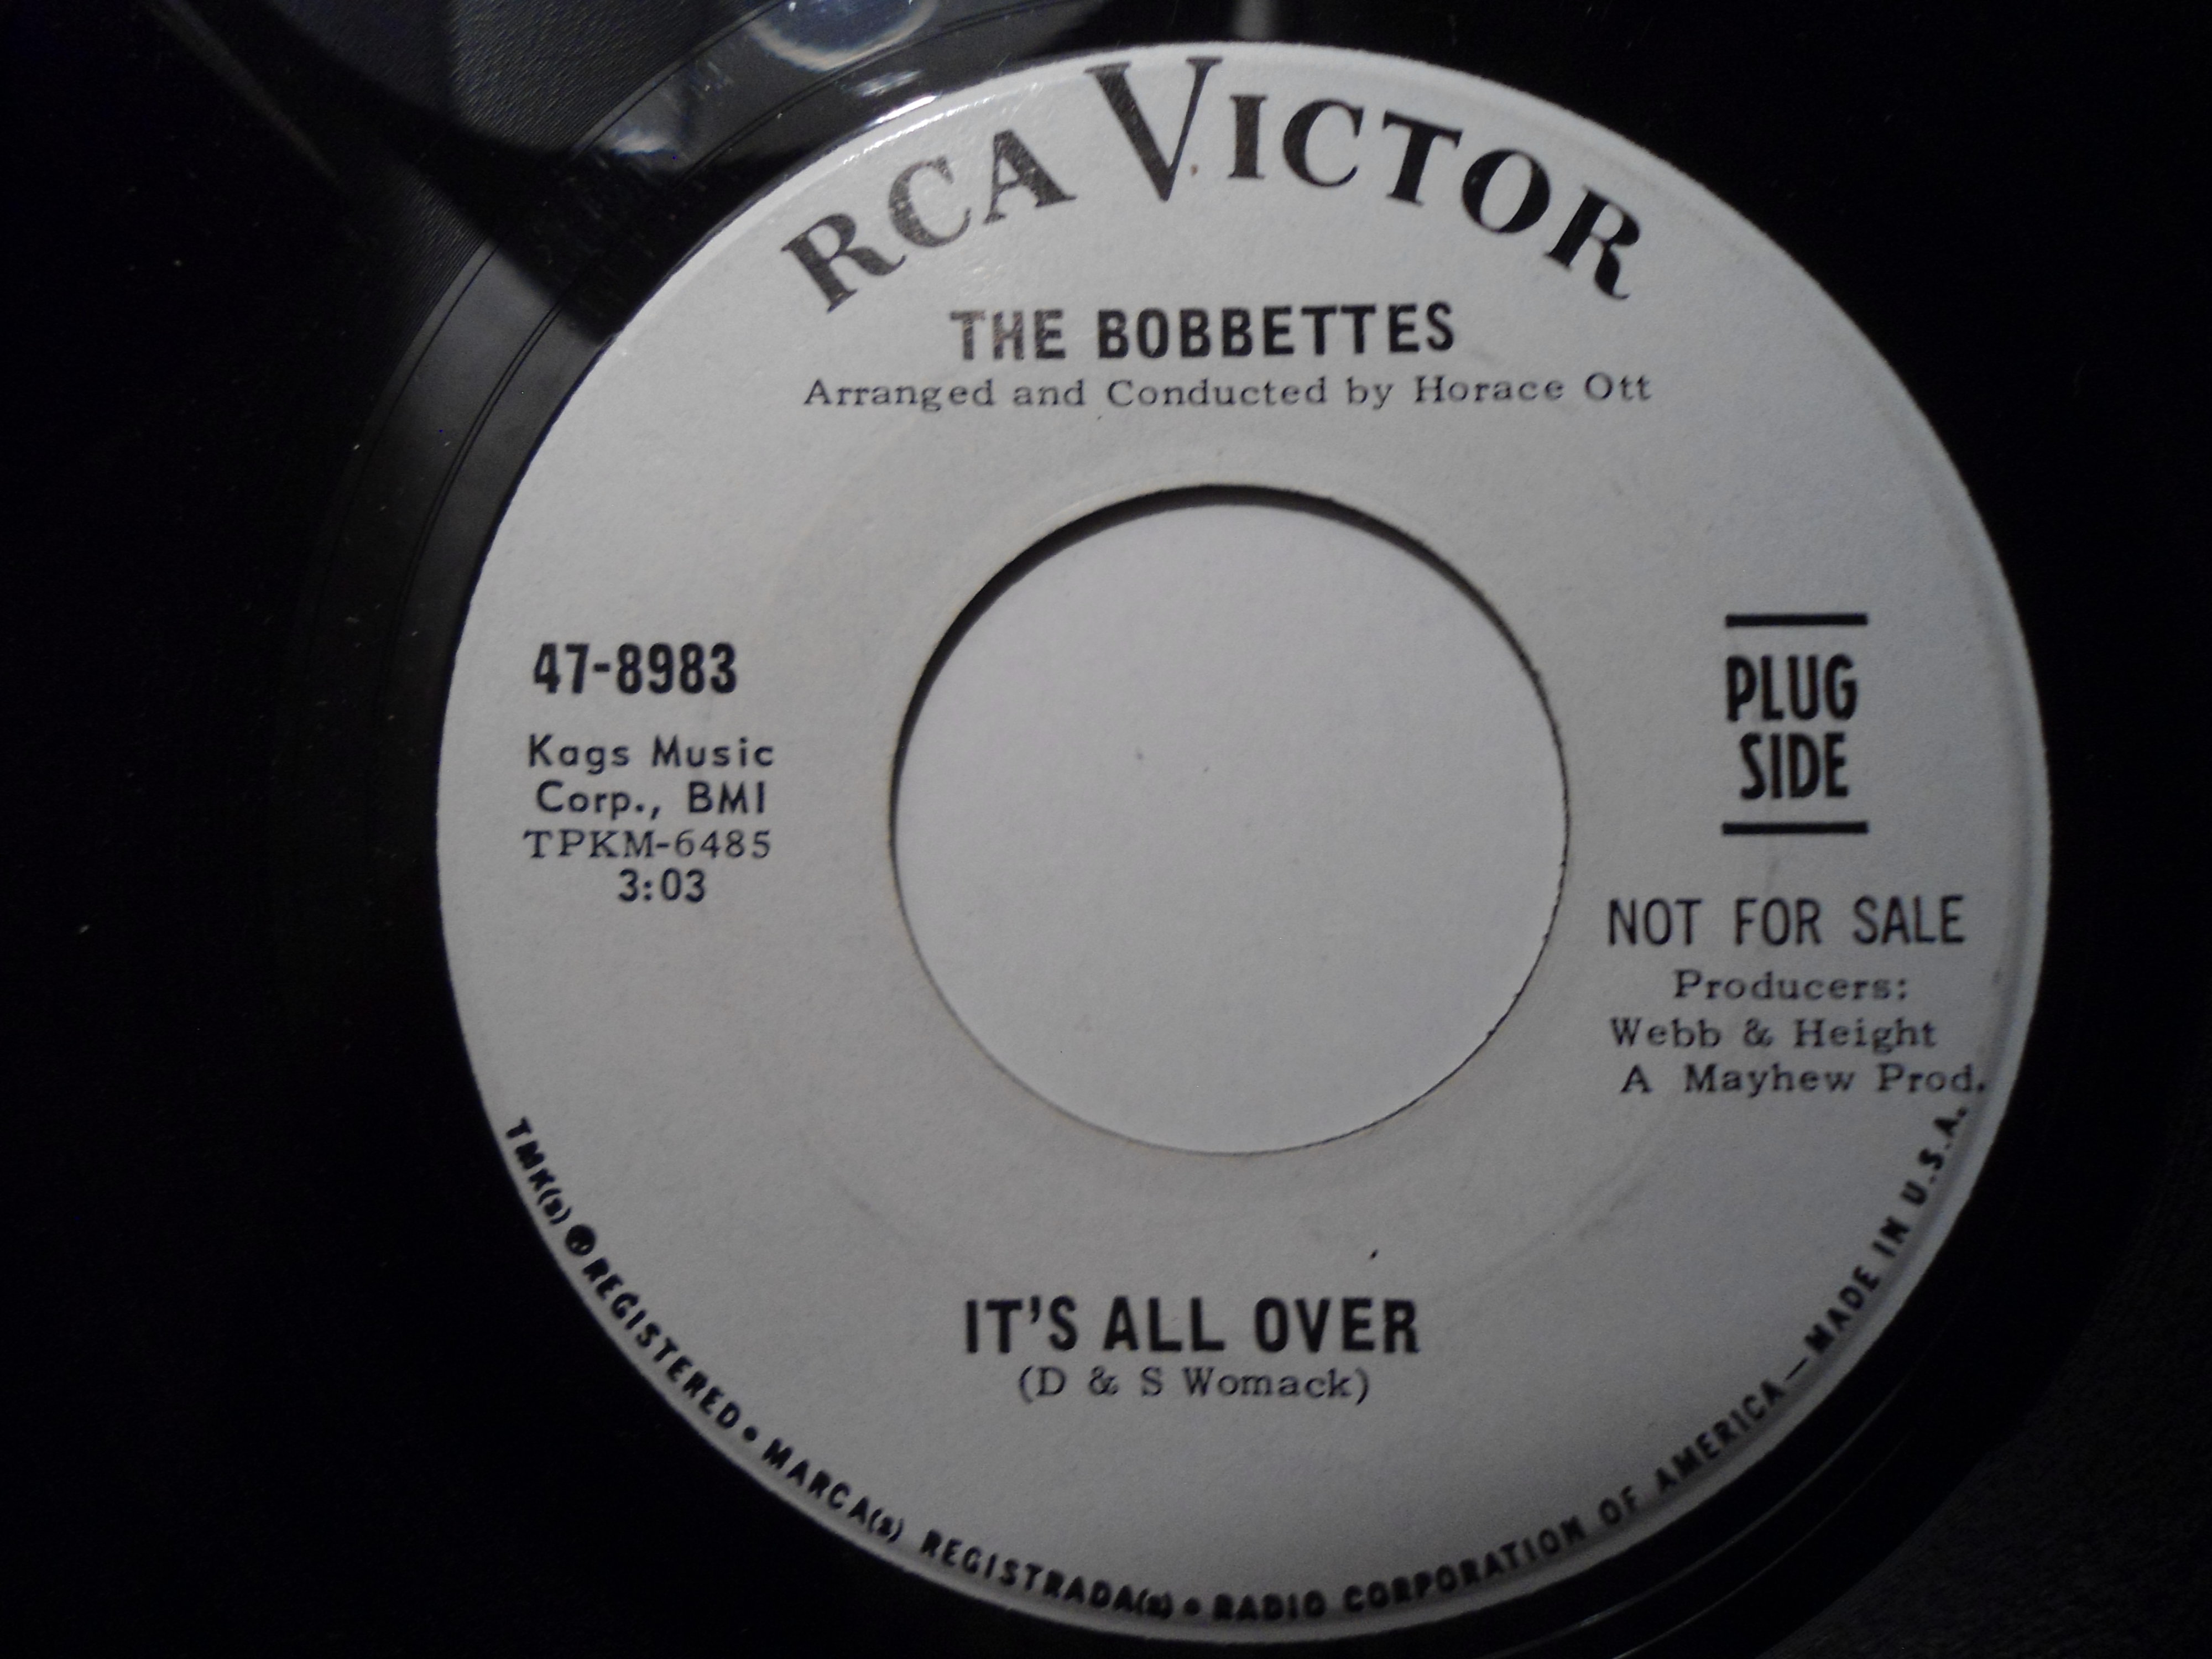 RCA VICTOR
THE BOBBETTES
Arranged and Conducted by Horace Ott
47-8983
Kags Music
Corp., BMI
TPKM-6485
3:03
PLUG
SIDE
NOT FOR SALE
Producers:
Webb & Height
A Mayhew Prod.
IT'S ALL OVER
(D & S Womack)
TMK(s) ® REGISTERED • MARCA(s) REGISTRADA(s) • RADIO CORPORATION OF AMERICA—MADE IN U.S.A.